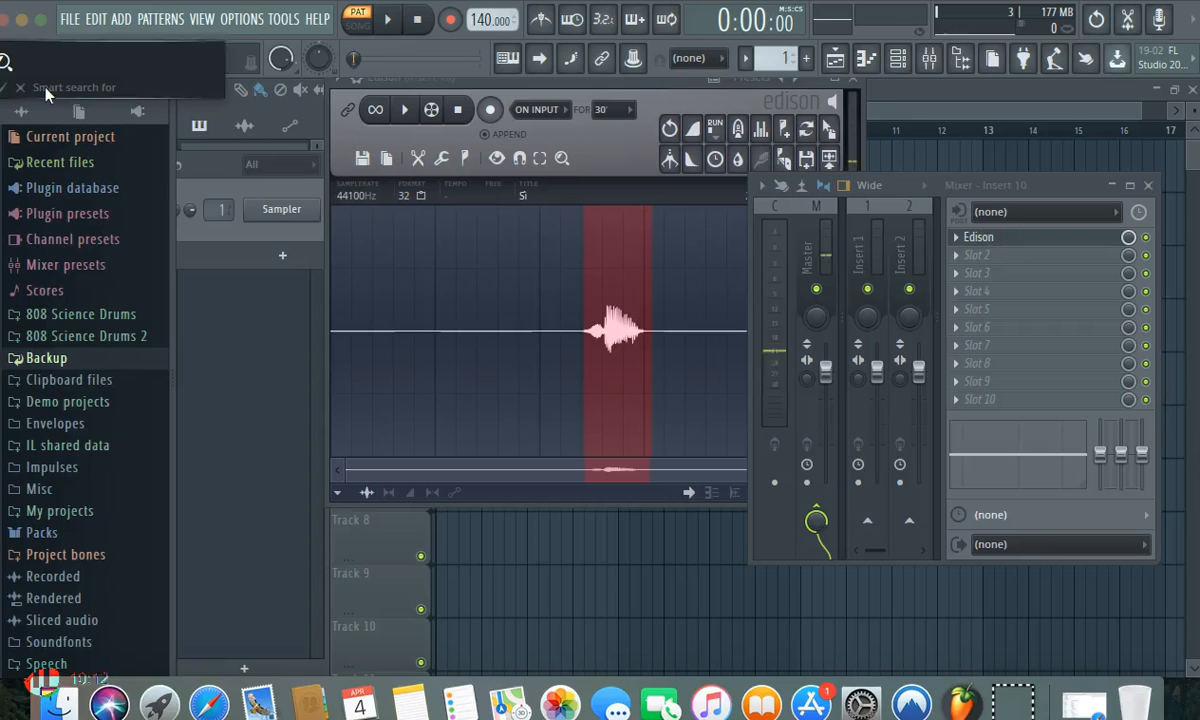 FILE EDIT ADD PATTERNS VIEW OPTIONS TOOLS HELP
PAT
SONG
140.000
3.2.
0:00:00
M:S:CS
3
177 MB
0
Smart search for
(none)
1
19-02 FL
Studio 20...
Current project
Recent files
Plugin database
Plugin presets
Channel presets
Mixer presets
Scores
808 Science Drums
808 Science Drums 2
Backup
Clipboard files
Demo projects
Envelopes
IL shared data
Impulses
Misc
My projects
Packs
Project bones
Recorded
Rendered
Sliced audio
Soundfonts
Speech
All
1
Sampler
edison
ON INPUT
FOR
30'
APPEND
RUN
SAMPLERATE
44100Hz
FORMAT
32
TEMPO
-
FREE
TITLE
Si
Track 8
Track 9
Track 10
11 12 13 14 15 16 17
Wide
Mixer - Insert 10
C M 1 2
Master
Insert 1
Insert 2
(none)
Edison
Slot 2
Slot 3
Slot 4
Slot 5
Slot 6
Slot 7
Slot 8
Slot 9
Slot 10
(none)
(none)
10:12
APR
4
1